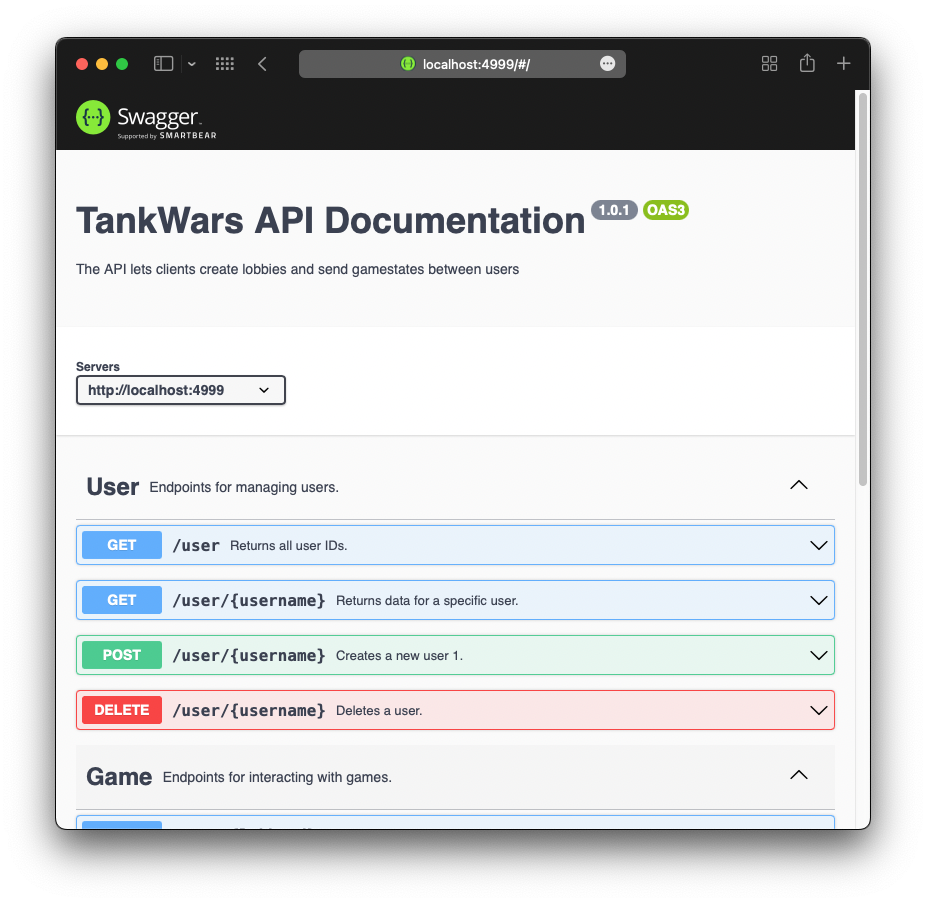 localhost:4999/#/
Swagger
Supported by SMARTBEAR
TankWars API Documentation 1.0.1 OAS3
The API lets clients create lobbies and send gamestates between users
Servers
http://localhost:4999
User Endpoints for managing users.
GET /user Returns all user IDs.
GET /user/{username} Returns data for a specific user.
POST /user/{username} Creates a new user 1.
DELETE /user/{username} Deletes a user.
Game Endpoints for interacting with games.